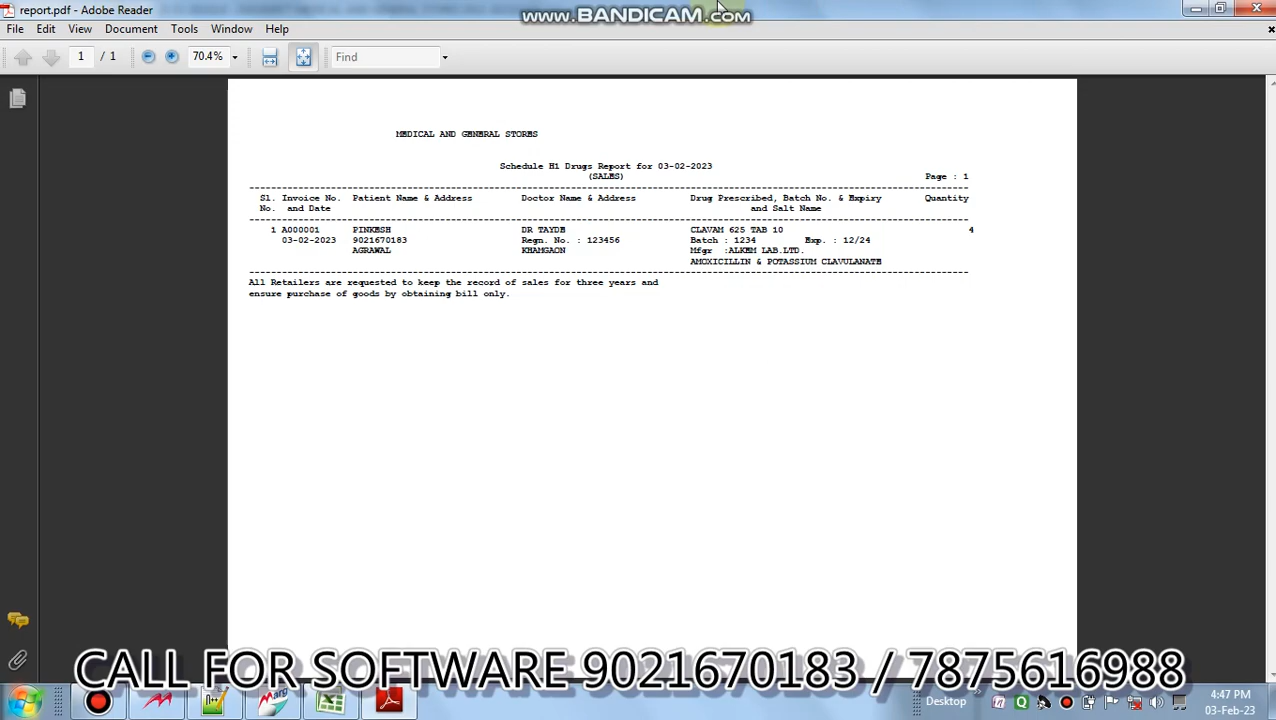 report.pdf - Adobe Reader
www.BANDICAM.com
File Edit View Document Tools Window Help
1 / 1 70.4% Find
MEDICAL AND GENERAL STORES
Schedule H1 Drugs Report for 03-02-2023
(SALES)
Page : 1
Sl. Invoice No. Patient Name & Address Doctor Name & Address Drug Prescribed, Batch No. & Expiry Quantity
No. and Date and Salt Name
1 A000001 PINKESH DR TAYDE CLAVAM 625 TAB 10 4
03-02-2023 9021670183 Regn. No. : 123456 Batch : 1234 Exp. : 12/24
AGRAWAL KHAMGAON Mfgr :ALKEM LAB.LTD.
AMOXICILLIN & POTASSIUM CLAVULANATE
All Retailers are requested to keep the record of sales for three years and
ensure purchase of goods by obtaining bill only.
CALL FOR SOFTWARE 9021670183 / 7875616988
Marg
Desktop
4:47 PM
03-Feb-23